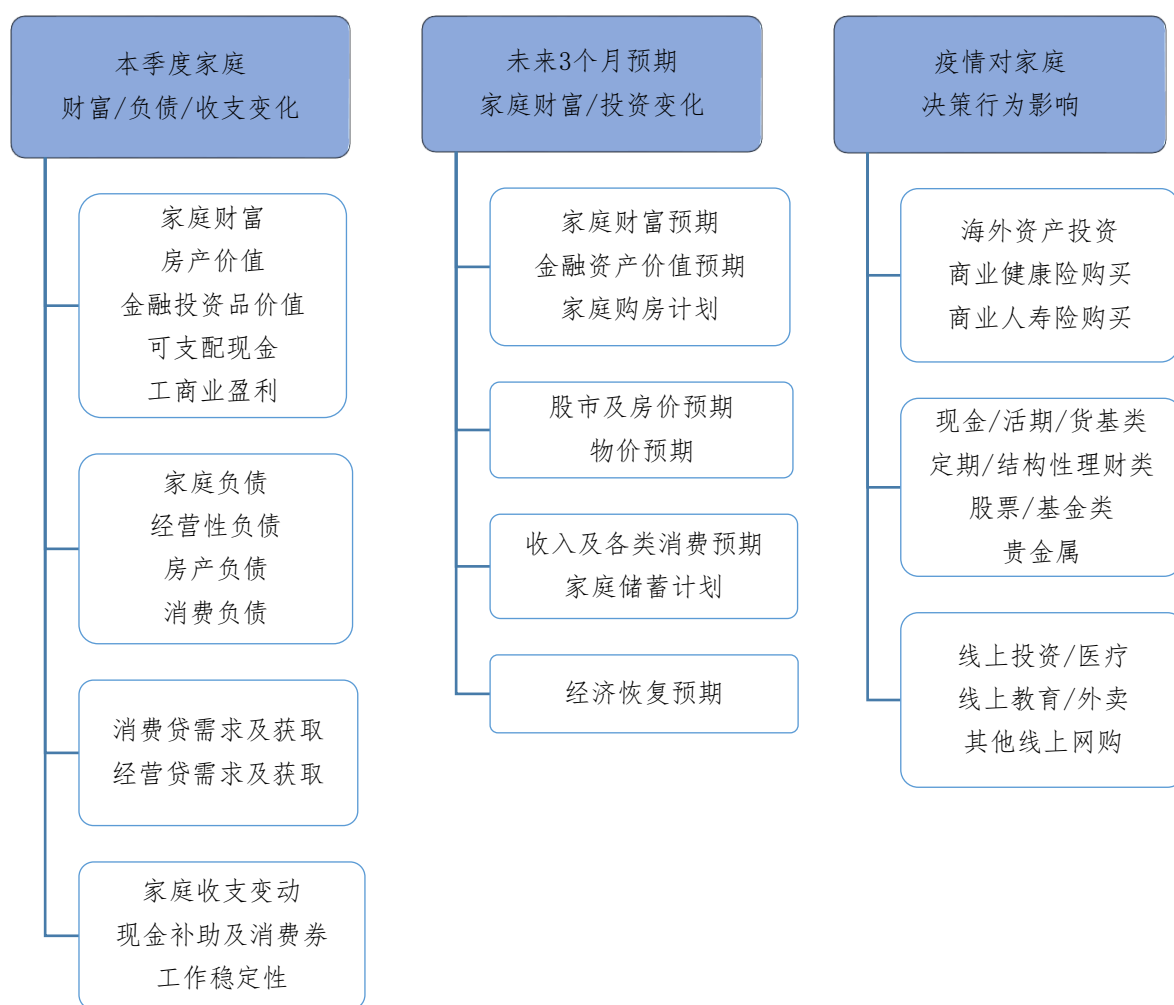 本季度家庭
财富/负债/收支变化
家庭财富
房产价值
金融投资品价值
可支配现金
工商业盈利
家庭负债
经营性负债
房产负债
消费负债
消费贷需求及获取
经营贷需求及获取
家庭收支变动
现金补助及消费券
工作稳定性
未来3个月预期
家庭财富/投资变化
家庭财富预期
金融资产价值预期
家庭购房计划
股市及房价预期
物价预期
收入及各类消费预期
家庭储蓄计划
经济恢复预期
疫情对家庭
决策行为影响
海外资产投资
商业健康险购买
商业人寿险购买
现金/活期/货基类
定期/结构性理财类
股票/基金类
贵金属
线上投资/医疗
线上教育/外卖
其他线上网购